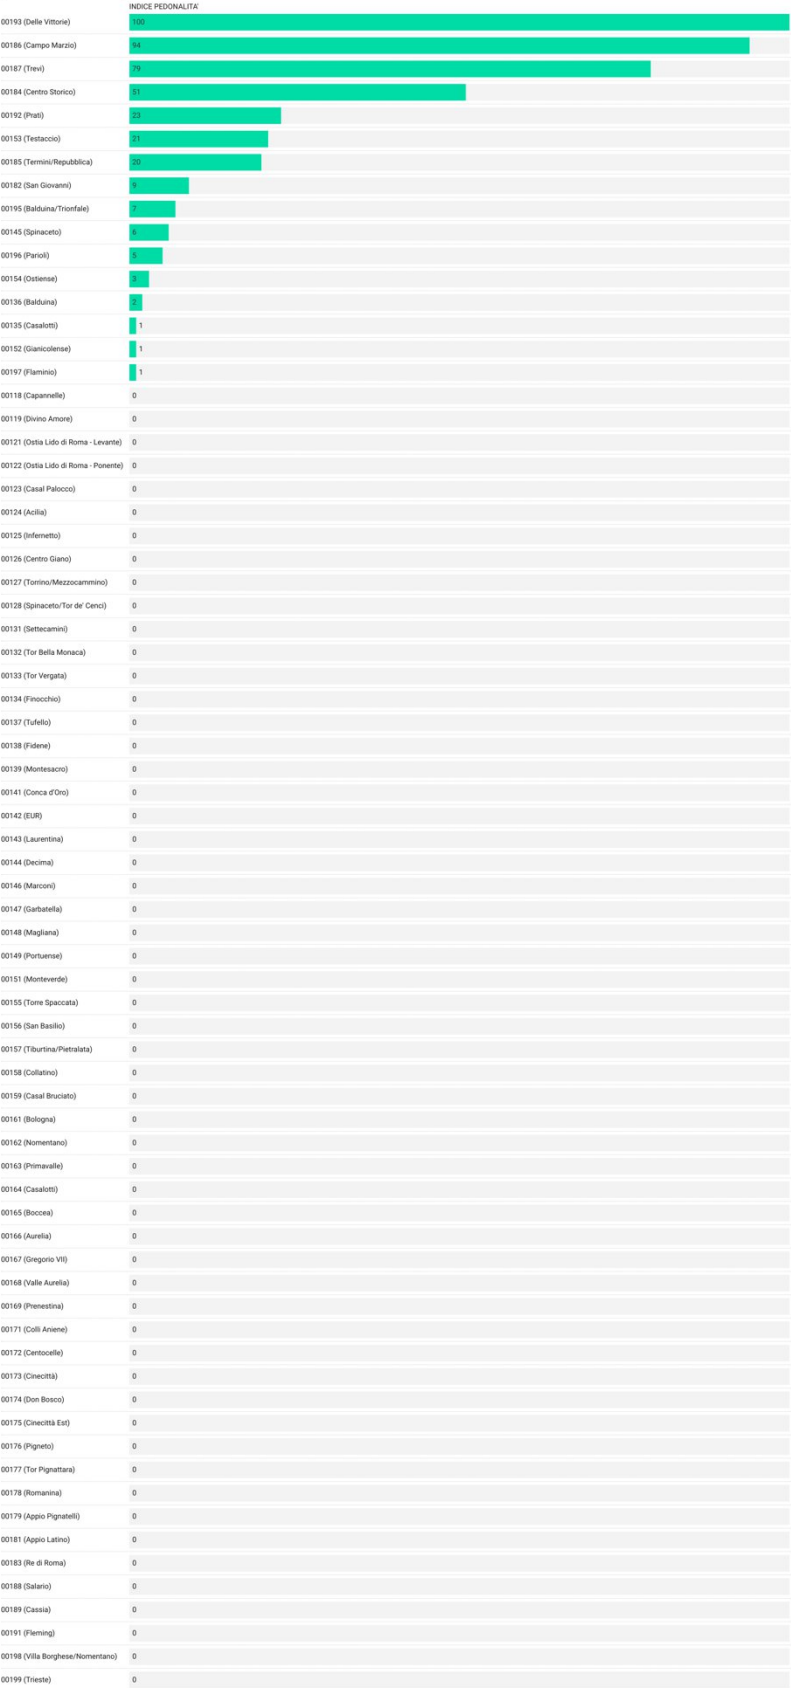 INDICE PEDONALITA'
00193 (Delle Vittorie) 100
00186 (Campo Marzio) 94
00187 (Trevi) 79
00184 (Centro Storico) 51
00192 (Prati) 23
00153 (Testaccio) 21
00185 (Termini/Repubblica) 20
00182 (San Giovanni) 9
00195 (Balduina/Trionfale) 7
00145 (Spinaceto) 6
00196 (Parioli) 5
00154 (Ostiense) 3
00136 (Balduina) 2
00135 (Casalotti) 1
00152 (Gianicolense) 1
00197 (Flaminio) 1
00118 (Capannelle) 0
00119 (Divino Amore) 0
00121 (Ostia Lido di Roma - Levante) 0
00122 (Ostia Lido di Roma - Ponente) 0
00123 (Casal Palocco) 0
00124 (Acilia) 0
00125 (Infernetto) 0
00126 (Centro Giano) 0
00127 (Torrino/Mezzocammino) 0
00128 (Spinaceto/Tor de' Cenci) 0
00131 (Settecamini) 0
00132 (Tor Bella Monaca) 0
00133 (Tor Vergata) 0
00134 (Finocchio) 0
00137 (Tufello) 0
00138 (Fidene) 0
00139 (Montesacro) 0
00141 (Conca d'Oro) 0
00142 (EUR) 0
00143 (Laurentina) 0
00144 (Decima) 0
00146 (Marconi) 0
00147 (Garbatella) 0
00148 (Magliana) 0
00149 (Portuense) 0
00151 (Monteverde) 0
00155 (Torre Spaccata) 0
00156 (San Basilio) 0
00157 (Tiburtina/Pietralata) 0
00158 (Collatino) 0
00159 (Casal Bruciato) 0
00161 (Bologna) 0
00162 (Nomentano) 0
00163 (Primavalle) 0
00164 (Casalotti) 0
00165 (Boccea) 0
00166 (Aurelia) 0
00167 (Gregorio VII) 0
00168 (Valle Aurelia) 0
00169 (Prenestina) 0
00171 (Colli Aniene) 0
00172 (Centocelle) 0
00173 (Cinecittà) 0
00174 (Don Bosco) 0
00175 (Cinecittà Est) 0
00176 (Pigneto) 0
00177 (Tor Pignattara) 0
00178 (Romanina) 0
00179 (Appio Pignatelli) 0
00181 (Appio Latino) 0
00183 (Re di Roma) 0
00188 (Salario) 0
00189 (Cassia) 0
00191 (Fleming) 0
00198 (Villa Borghese/Nomentano) 0
00199 (Trieste) 0